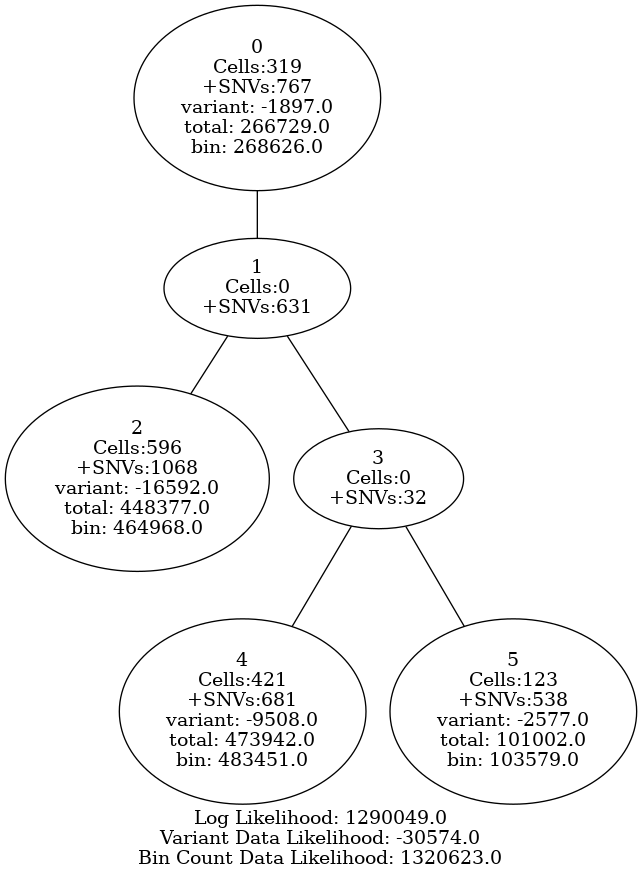 0
Cells:319
+SNVs:767
variant: -1897.0
total: 266729.0
bin: 268626.0
1
Cells:0
+SNVs:631
2
Cells:596
+SNVs:1068
variant: -16592.0
total: 448377.0
bin: 464968.0
3
Cells:0
+SNVs:32
4
Cells:421
+SNVs:681
variant: -9508.0
total: 473942.0
bin: 483451.0
5
Cells:123
+SNVs:538
variant: -2577.0
total: 101002.0
bin: 103579.0
Log Likelihood: 1290049.0
Variant Data Likelihood: -30574.0
Bin Count Data Likelihood: 1320623.0